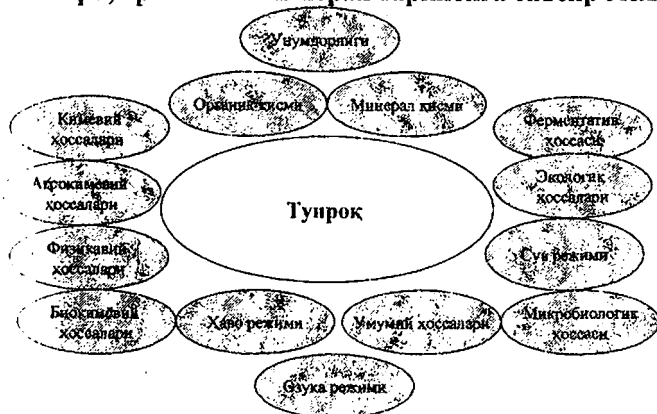 Унумдорлиги
Органик қисми
Минерал қисми
Кимёвий
хоссалари
Ферментатив
хоссаси
Агрокимёвий
хоссалари
Экологик
хоссалари
Тупроқ
Физикавий
хоссалари
Сув режими
Биокимёвий
хоссалари
Ҳаво режими
Умумий хоссалари
Микробиологик
хоссаси
Озуқа режими